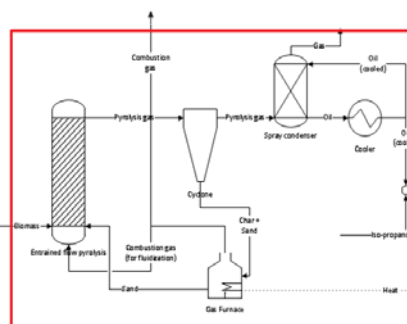 Combustion
gas
Gas
Oil
(cooled)
Pyrolysis gas
Pyrolysis gas
Oil
Spray condenser
Cooler
Cyclone
Char +
Sand
Biomass
Entrained flow pyrolysis
Combustion gas
(for fluidization)
Iso-propan
Sand
Heat
Gas Furnace